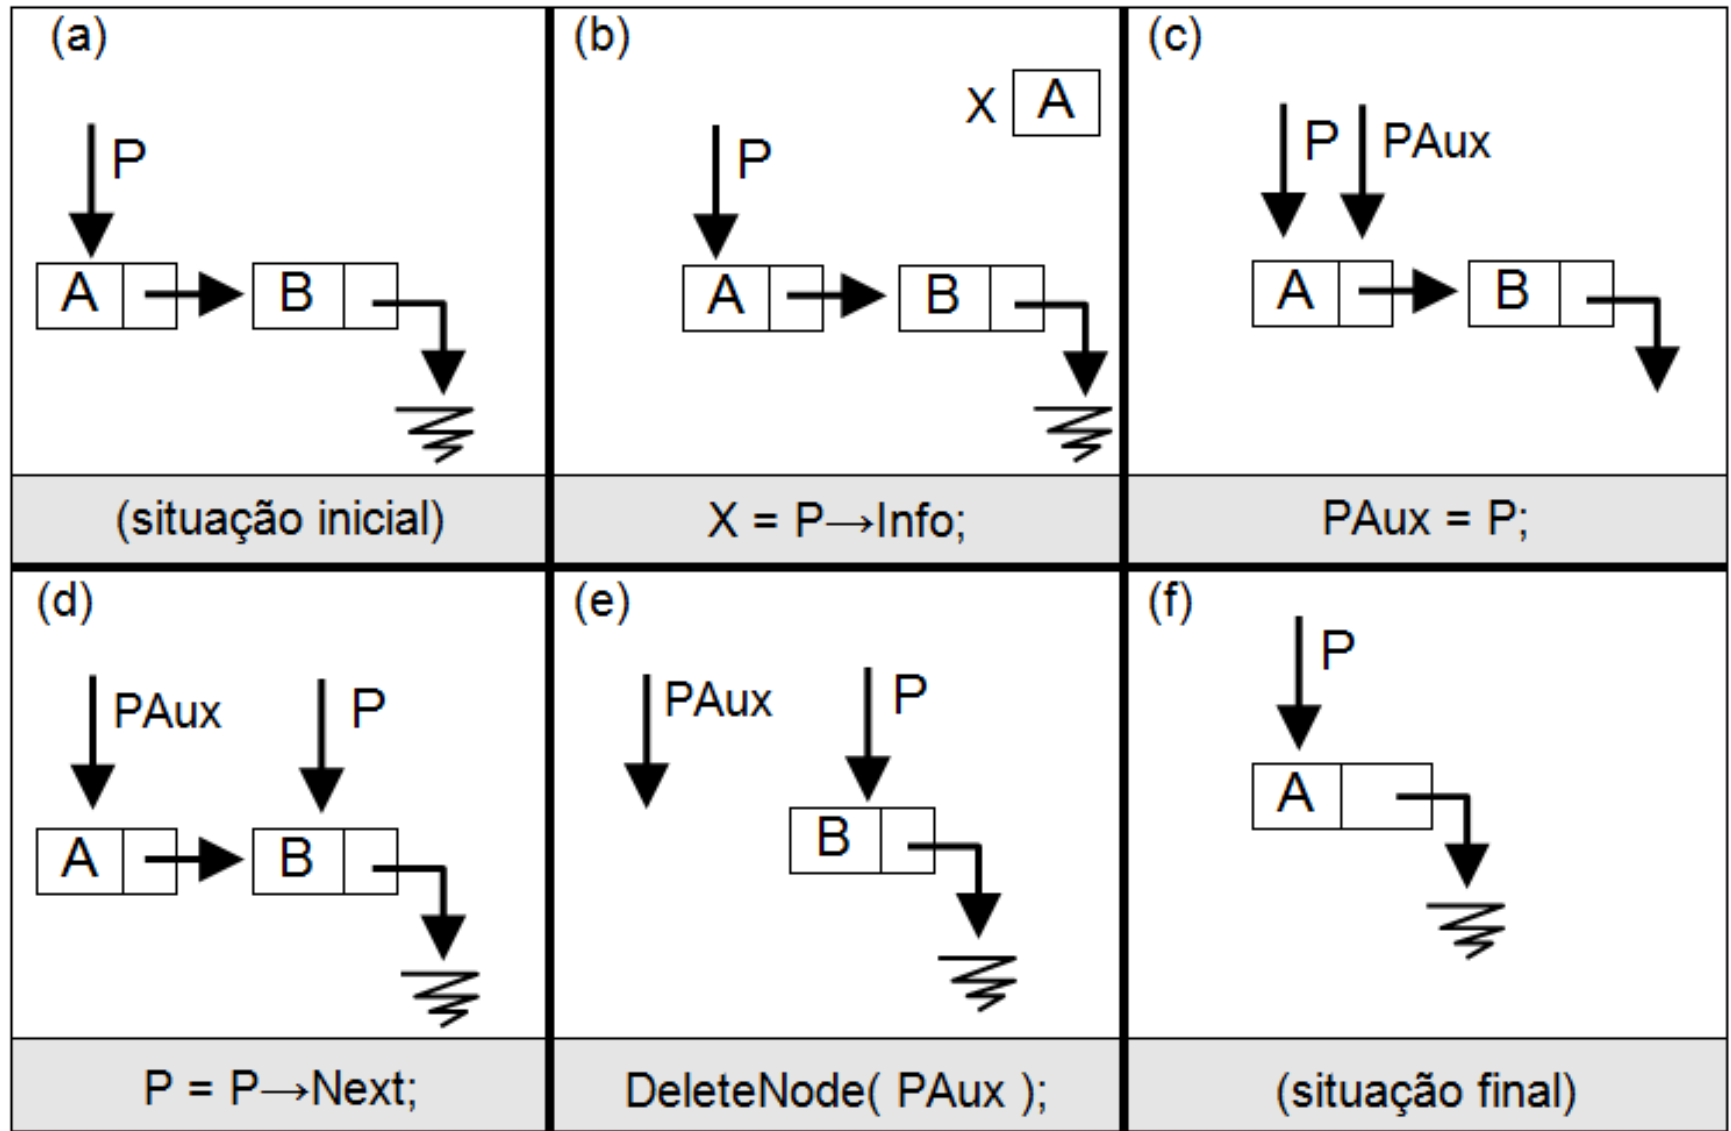 (a)
P
A B
(situação inicial)
(b)
X A
P
A B
X = P→Info;
(c)
P PAux
A B
PAux = P;
(d)
PAux P
A B
P = P→Next;
(e)
PAux P
B
DeleteNode( PAux );
(f)
P
A
(situação final)